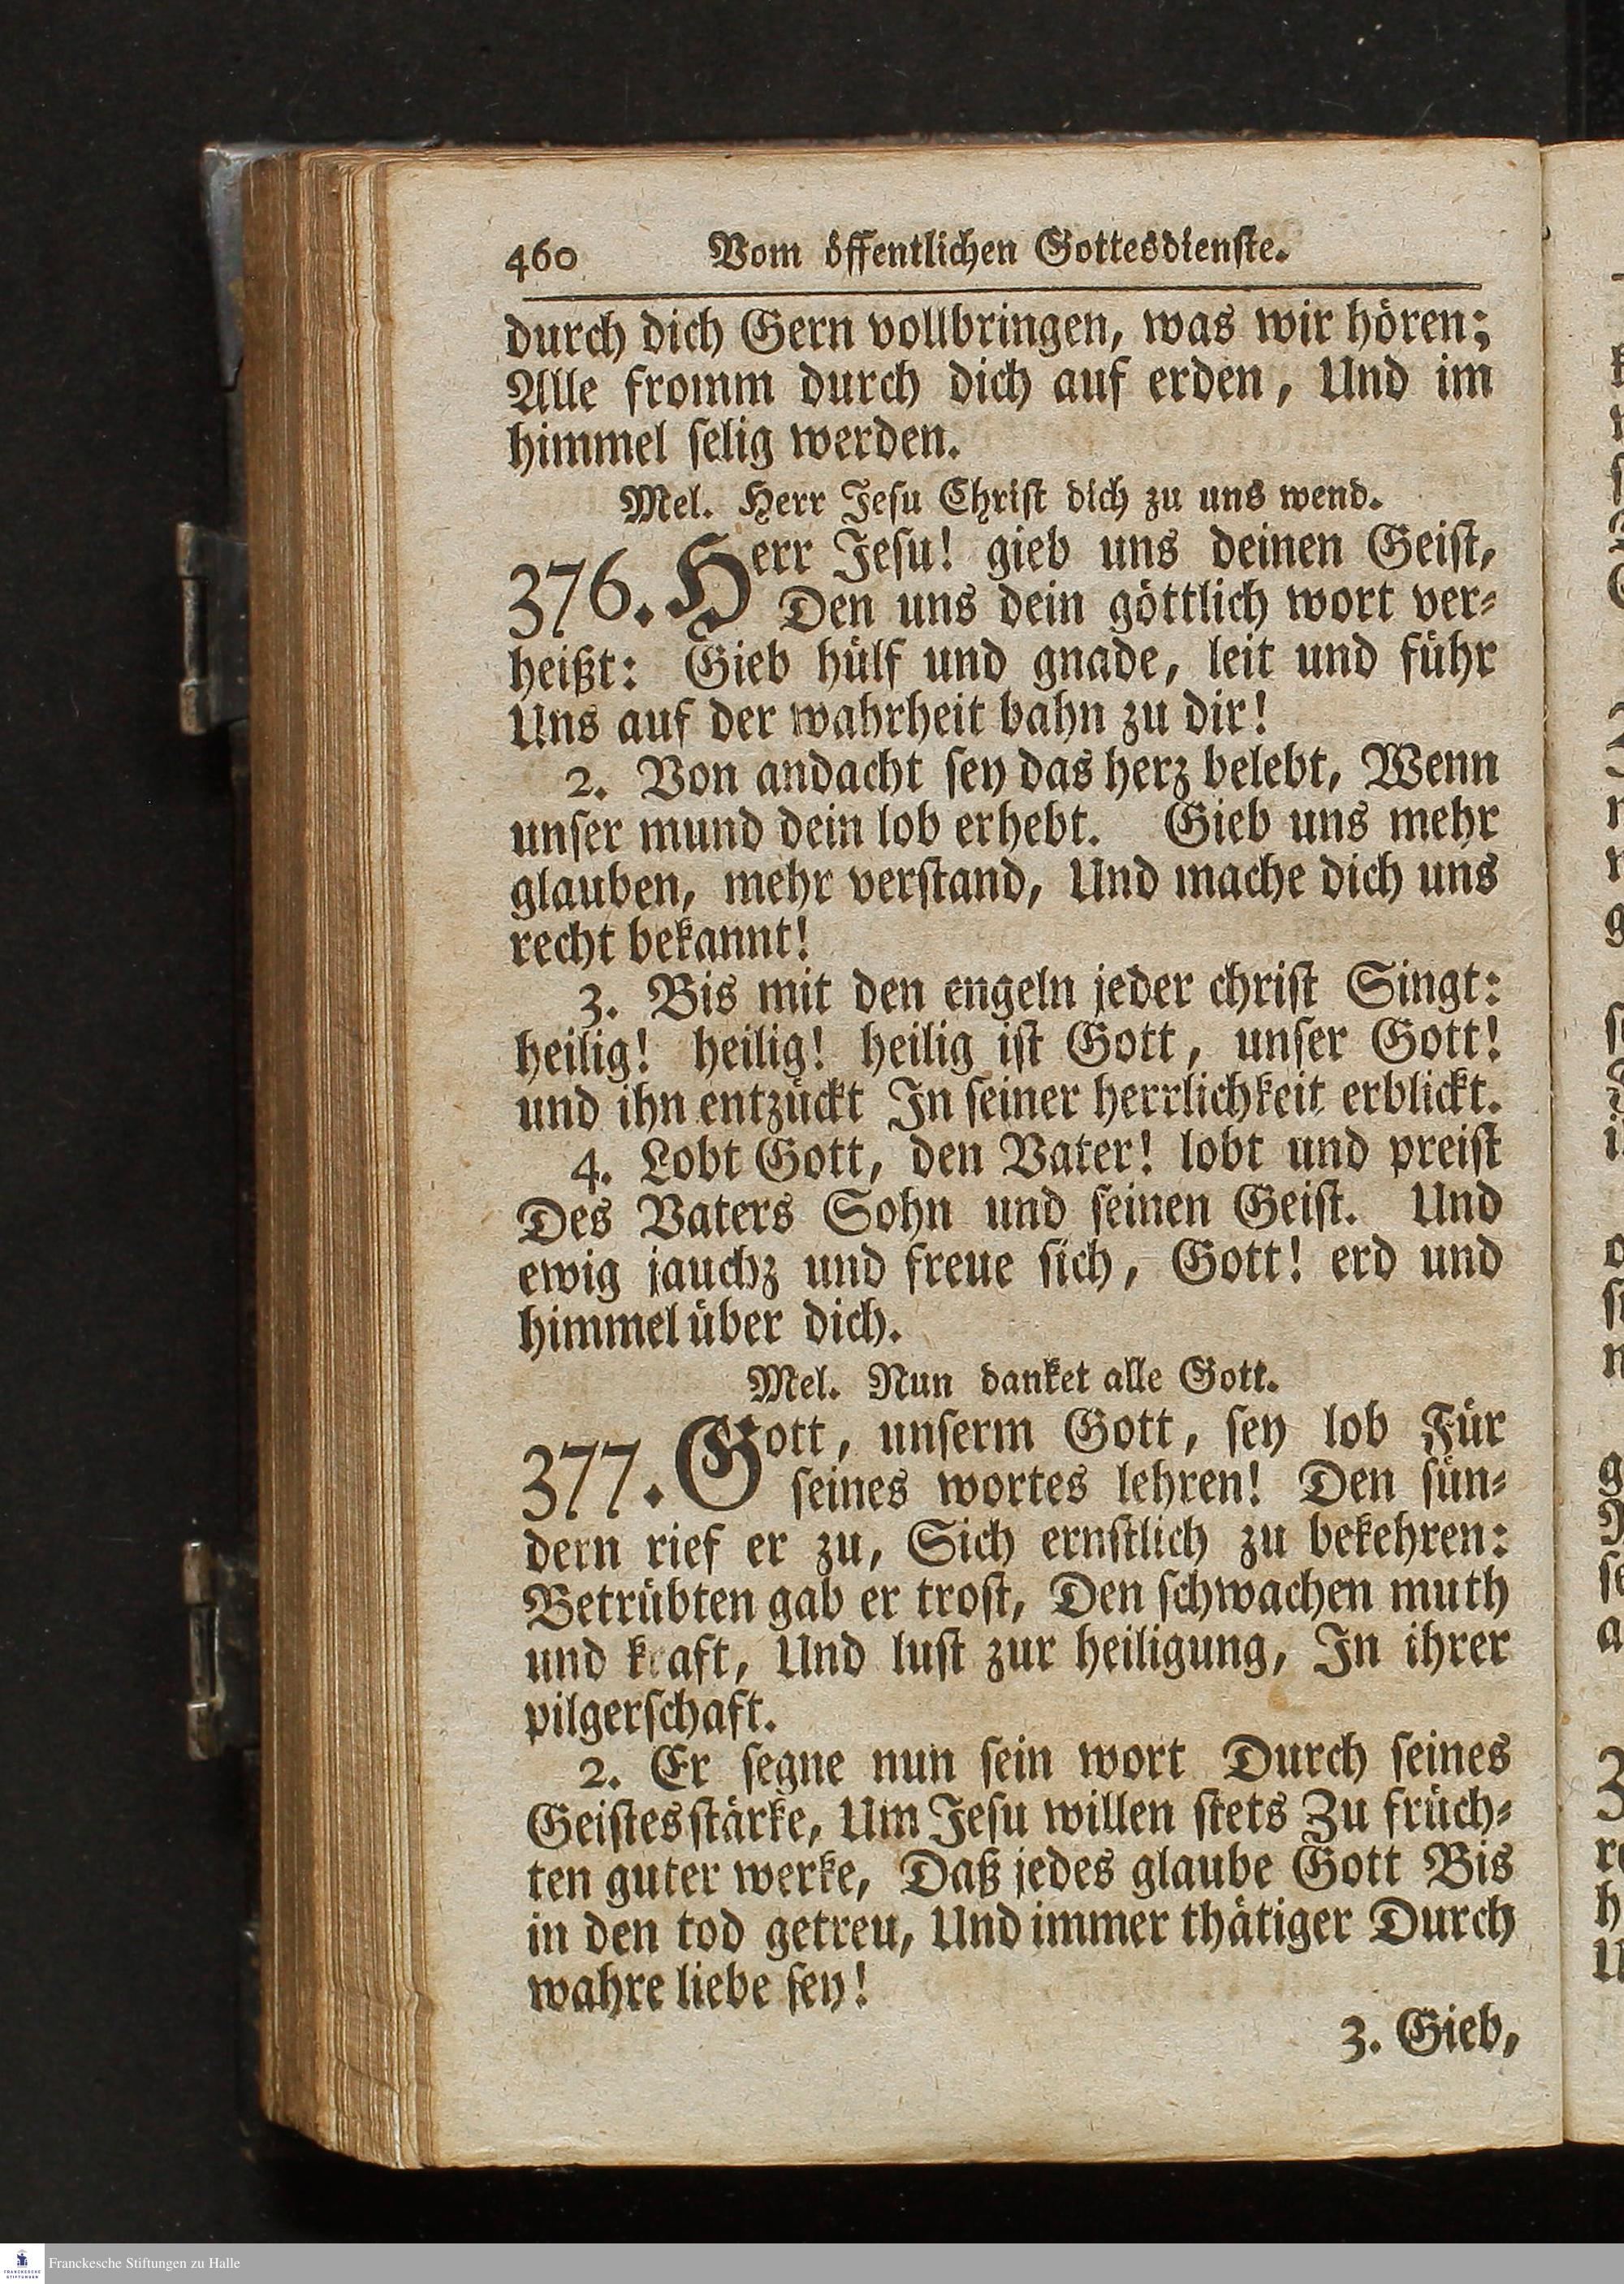 460 Vom öffentlichen Gottesdienste.
durch dich Gern vollbringen, was wir hören;
Alle fromm durch dich auf erden, Und im
himmel selig werden.
Mel. Herr Jesu Christ dich zu uns wend.
376. Herr Jesu! gieb uns deinen Geist,
Den uns dein göttlich wort ver-
heißt: Gieb hülf und gnade, leit und führ
Uns auf der wahrheit bahn zu dir!
2. Von andacht sey das herz belebt, Wenn
unser mund dein lob erhebt. Gieb uns mehr
glauben, mehr verstand, Und mache dich uns
recht bekannt!
3. Bis mit den engeln jeder christ Singt:
heilig! heilig! heilig ist Gott, unser Gott!
und ihn entzückt In seiner herrlichkeit erblickt.
4. Lobt Gott, den Vater! lobt und preist
Des Vaters Sohn und seinen Geist. Und
ewig jauchz und freue sich, Gott! erd und
himmel über dich.
Mel. Nun danket alle Gott.
377. Gott, unserm Gott, sey lob Für
seines wortes lehren! Den sün-
dern rief er zu, Sich ernstlich zu bekehren:
Betrübten gab er trost, Den schwachen muth
und kraft, Und lust zur heiligung, In ihrer
pilgerschaft.
2. Er segne nun sein wort Durch seines
Geistes stärke, Um Jesu willen stets Zu früch-
ten guter werke, Daß jedes glaube Gott Bis
in den tod getreu, Und immer thätiger Durch
wahre liebe sey!
3. Gieb,
Franckesche Stiftungen zu Halle